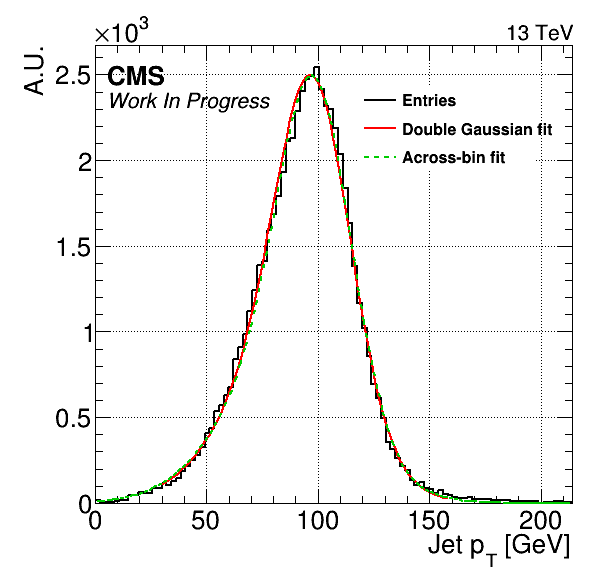 ×10³
13 TeV
A.U.
CMS
Work In Progress
Entries
Double Gaussian fit
Across-bin fit
2.5
2
1.5
1
0.5
0
0 50 100 150 200
Jet p_T [GeV]